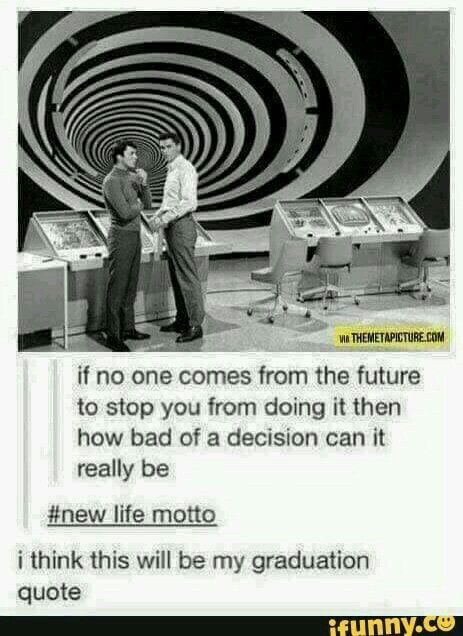 VIA THEMETAPICTURE.COM
if no one comes from the future
to stop you from doing it then
how bad of a decision can it
really be
#new life motto
i think this will be my graduation
quote
ifunny.co